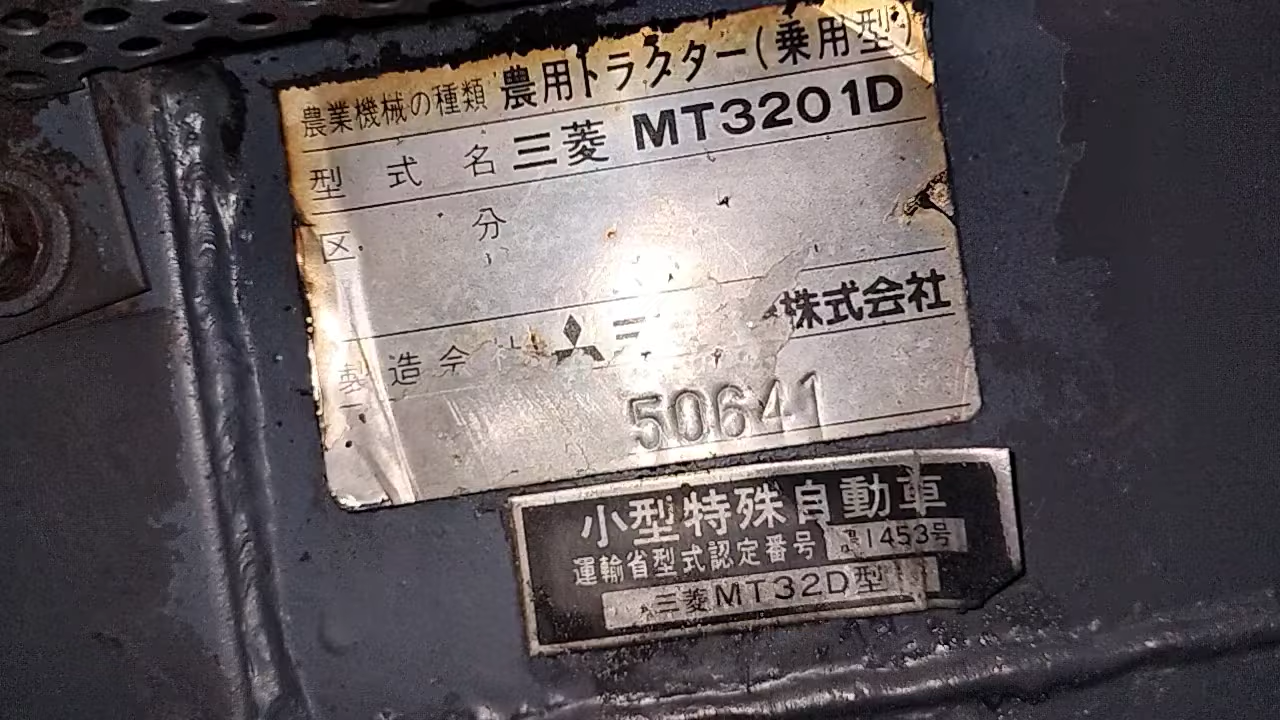 農業機械の種類 農用トラクター(乗用型)
型式名 三菱 MT3201D
区分
製造会社 三 株式会社
50641
小型特殊自動車
運輸省型式認定番号 農1453号
三菱MT32D型